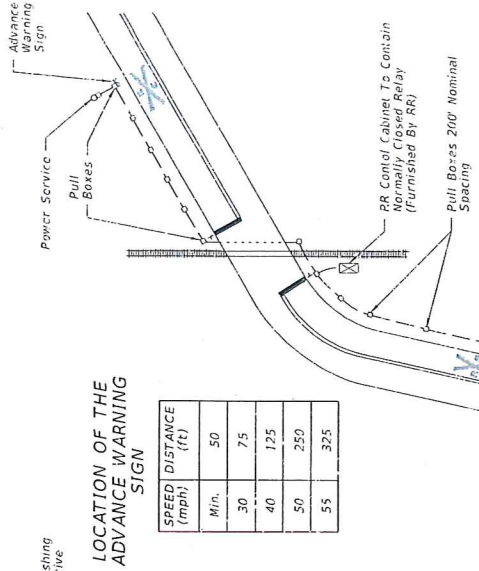 Advance
Warning
Sign
Power Service
Pull
Boxes
RR Contol Cabinet To Contain
Normally Closed Relay
(Furnished By RR)
Pull Boxes 200' Nominal
Spacing
LOCATION OF THE
ADVANCE WARNING
SIGN
SPEED (mph) DISTANCE (ft)
Min. 50
30 75
40 125
50 250
55 325
shing
tive